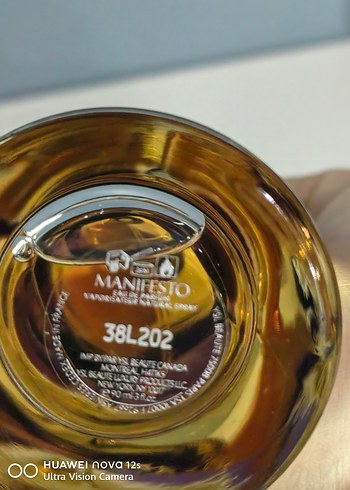 MANIFESTO
EAU DE PARFUM
VAPORISATEUR NATURAL SPRAY
38L202
IMP. BY/PAR YSL BEAUTE CANADA
MONTREAL
YSL BEAUTE LUXURY PRODUCTS LLC
NEW YORK, NY
e 90 ml-3 fl.oz
MADE IN FRANCE
YSL BEAUTE 75008 PARIS
HUAWEI nova 12s
Ultra Vision Camera